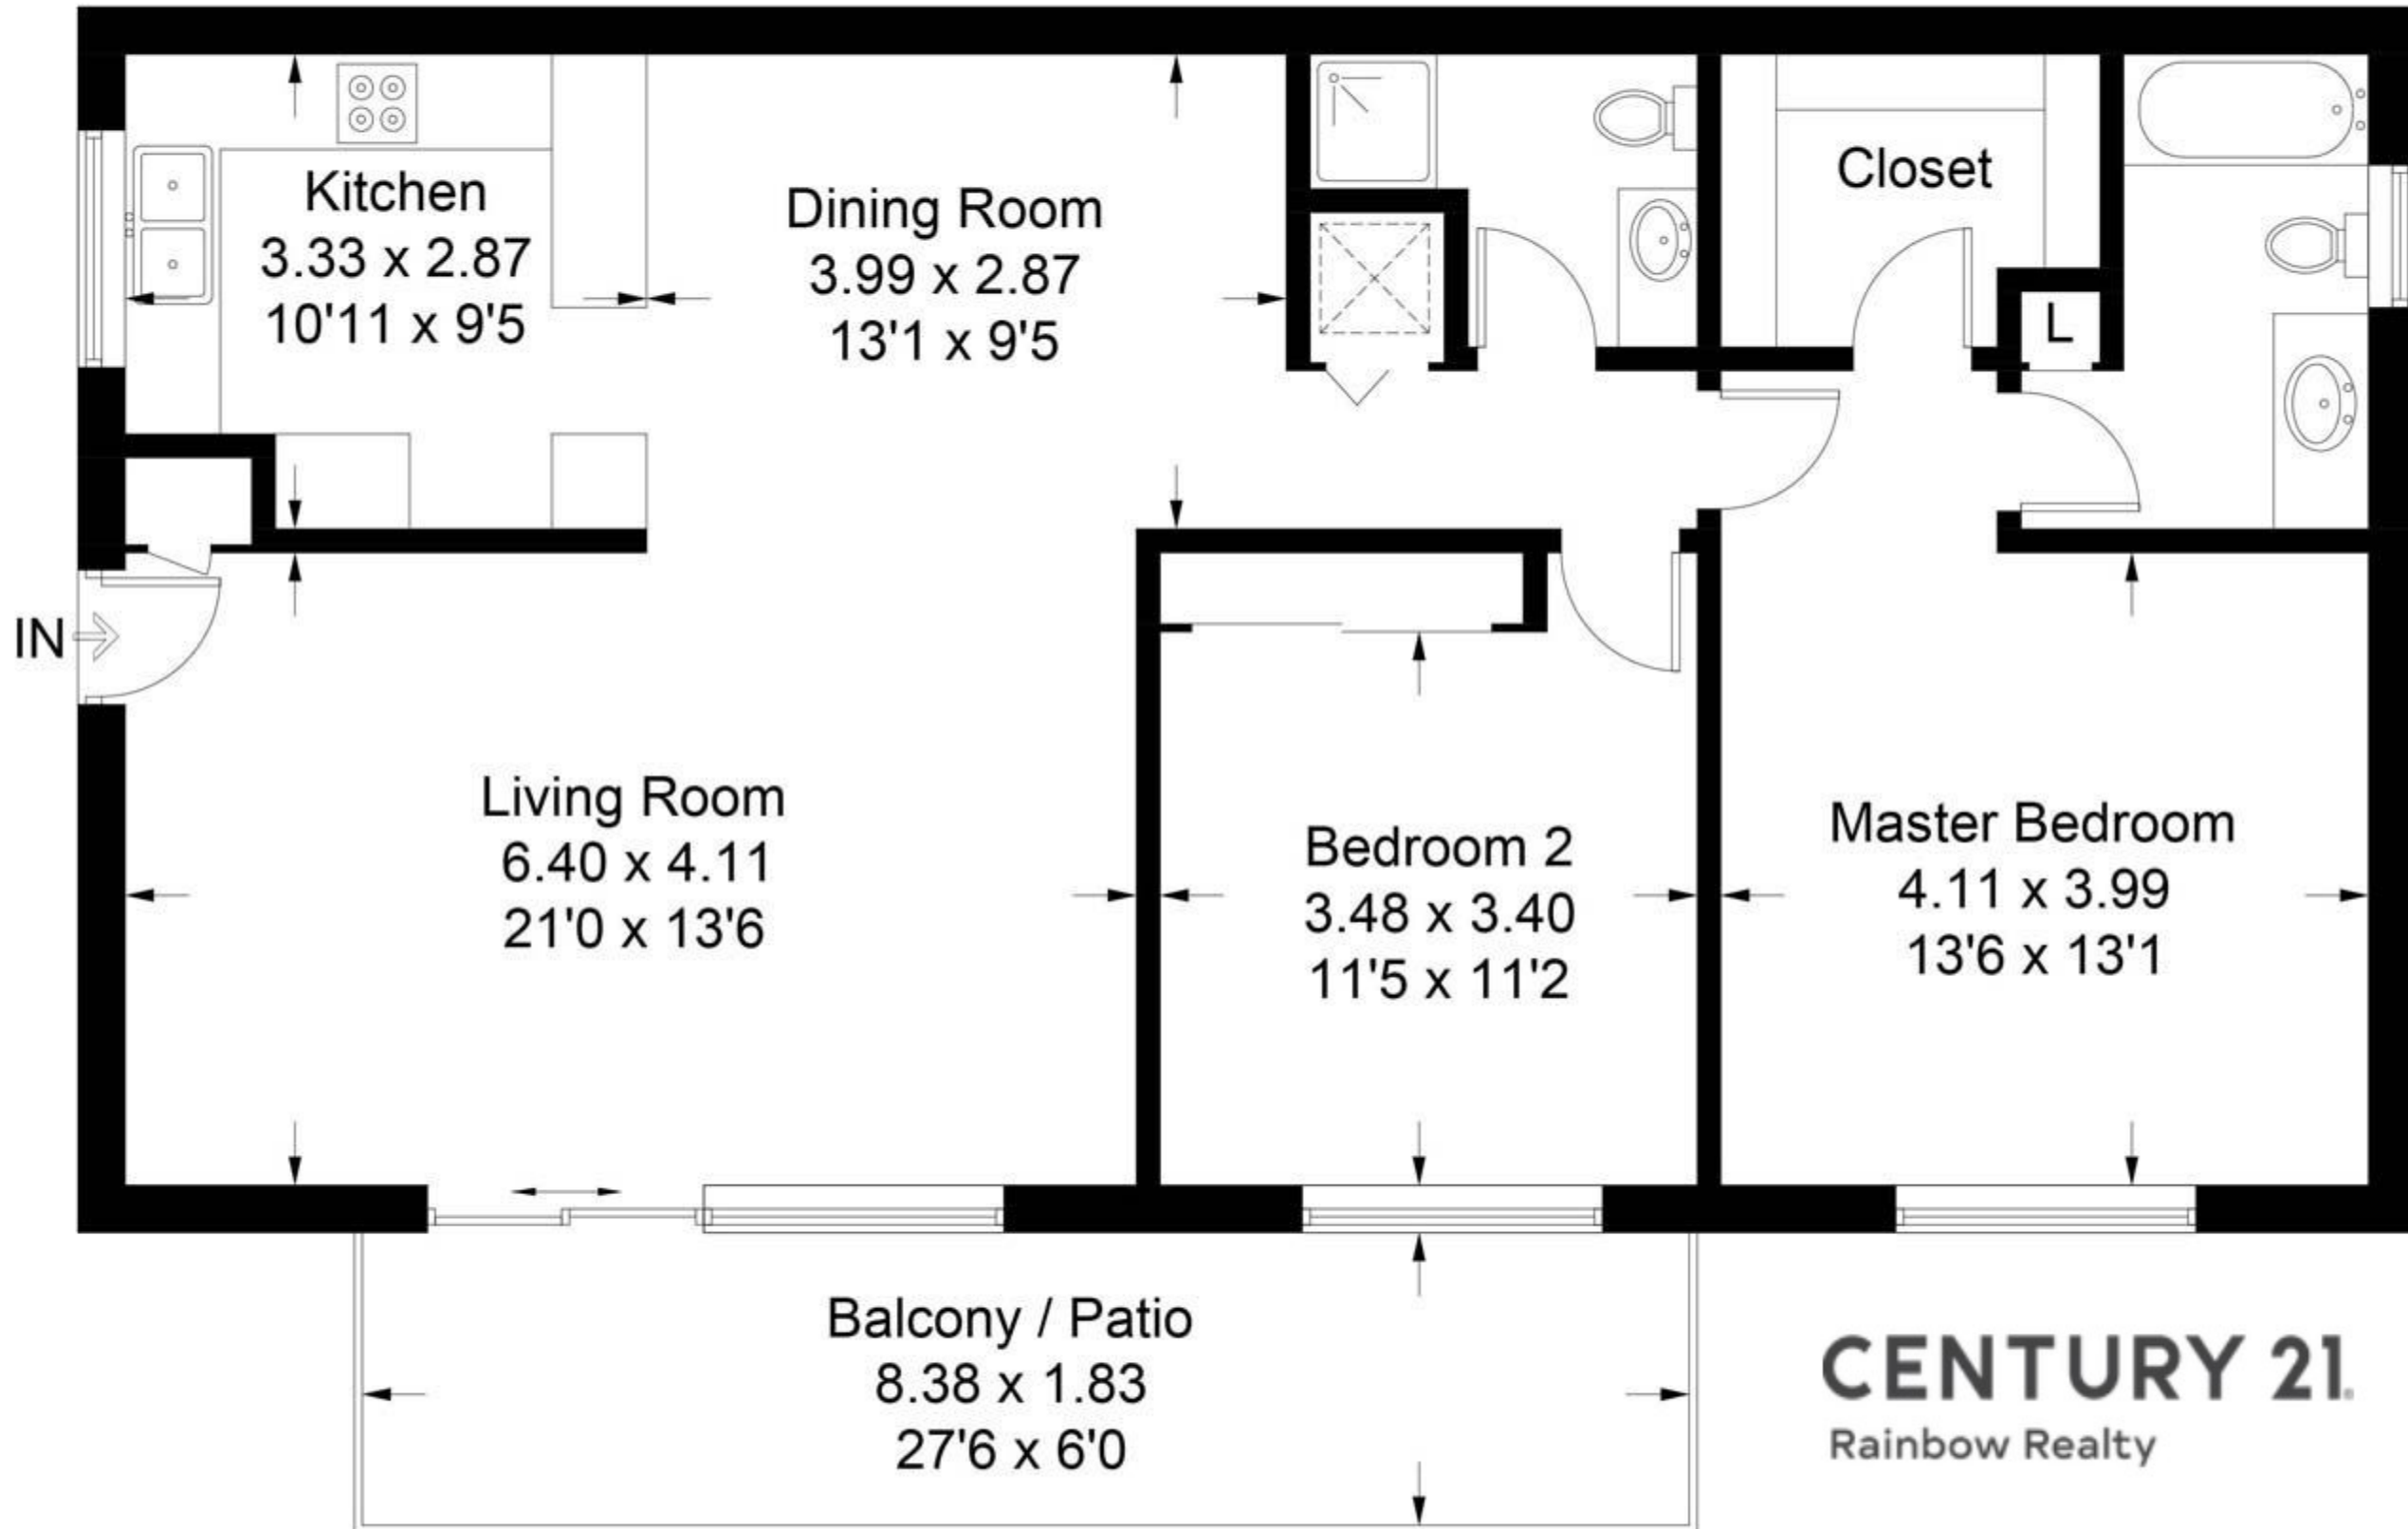 Kitchen
3.33 x 2.87
10'11 x 9'5
Dining Room
3.99 x 2.87
13'1 x 9'5
Closet
L
IN
Living Room
6.40 x 4.11
21'0 x 13'6
Bedroom 2
3.48 x 3.40
11'5 x 11'2
Master Bedroom
4.11 x 3.99
13'6 x 13'1
Balcony / Patio
8.38 x 1.83
27'6 x 6'0
CENTURY 21®
Rainbow Realty